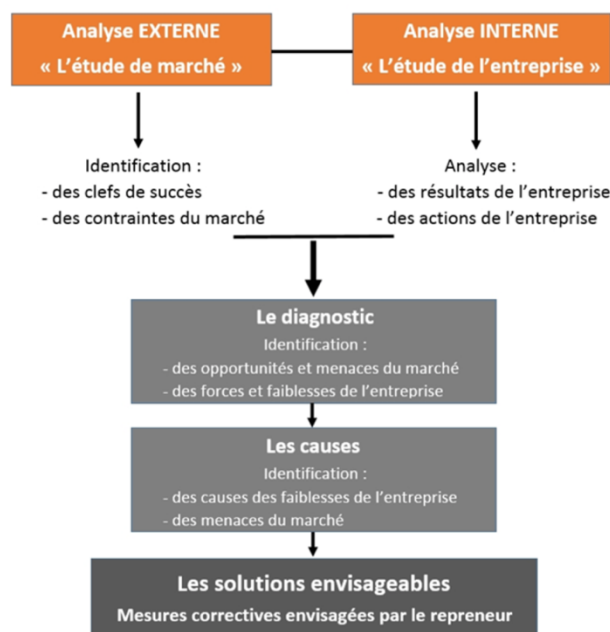 Analyse EXTERNE
« L'étude de marché »
Analyse INTERNE
« L'étude de l'entreprise »
Identification :
- des clefs de succès
- des contraintes du marché
Analyse :
- des résultats de l'entreprise
- des actions de l'entreprise
Le diagnostic
Identification :
- des opportunités et menaces du marché
- des forces et faiblesses de l'entreprise
Les causes
Identification :
- des causes des faiblesses de l'entreprise
- des menaces du marché
Les solutions envisageables
Mesures correctives envisagées par le repreneur